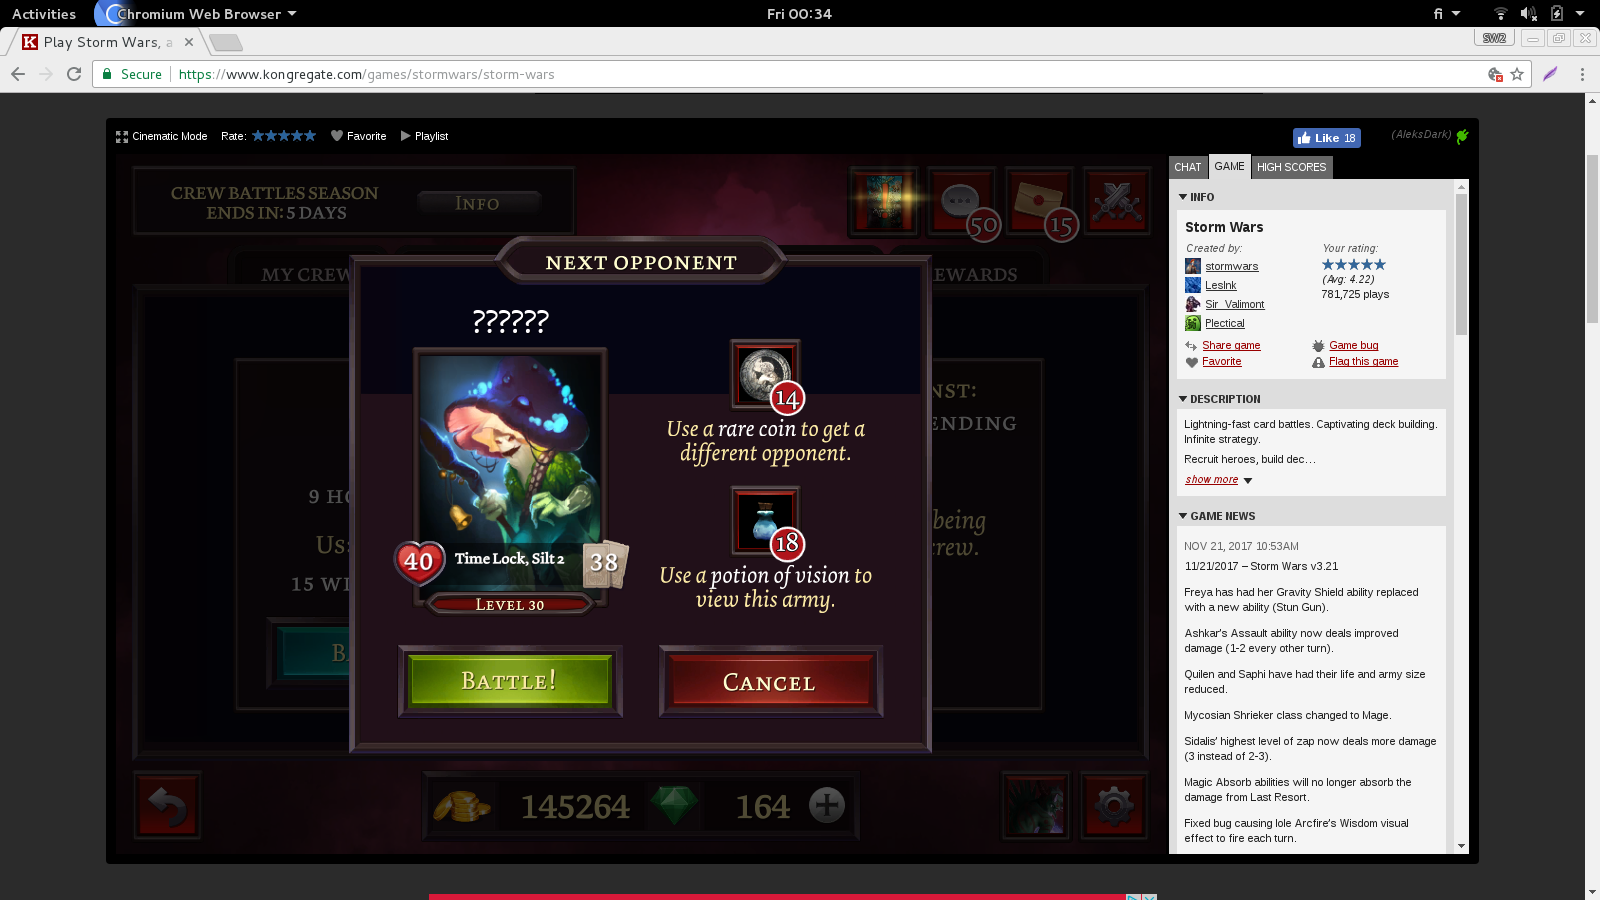 Activities
Chromium Web Browser
Fri 00:34
fi
Play Storm Wars, a
SW2
Secure
https://www.kongregate.com/games/stormwars/storm-wars
Cinematic Mode
Rate:
Favorite
Playlist
Like 18
(AleksDark)
CREW BATTLES SEASON
ENDS IN: 5 DAYS
INFO
50
15
MY CREW
NEXT OPPONENT
??????
40
Time Lock, Silt 2
38
LEVEL 30
14
Use a rare coin to get a
different opponent.
18
Use a potion of vision to
view this army.
BATTLE!
CANCEL
145264
164
CHAT
GAME
HIGH SCORES
INFO
Storm Wars
Created by:
stormwars
LesInk
Sir_Valimont
Plectical
Your rating:
(Avg: 4.22)
781,725 plays
Share game
Favorite
Game bug
Flag this game
DESCRIPTION
Lightning-fast card battles. Captivating deck building.
Infinite strategy.
Recruit heroes, build dec…
show more
GAME NEWS
NOV 21, 2017 10:53AM
11/21/2017 – Storm Wars v3.21
Freya has had her Gravity Shield ability replaced
with a new ability (Stun Gun).
Ashkar's Assault ability now deals improved
damage (1-2 every other turn).
Quilen and Saphi have had their life and army size
reduced.
Mycosian Shrieker class changed to Mage.
Sidalis' highest level of zap now deals more damage
(3 instead of 2-3).
Magic Absorb abilities will no longer absorb the
damage from Last Resort.
Fixed bug causing Iole Arcfire's Wisdom visual
effect to fire each turn.